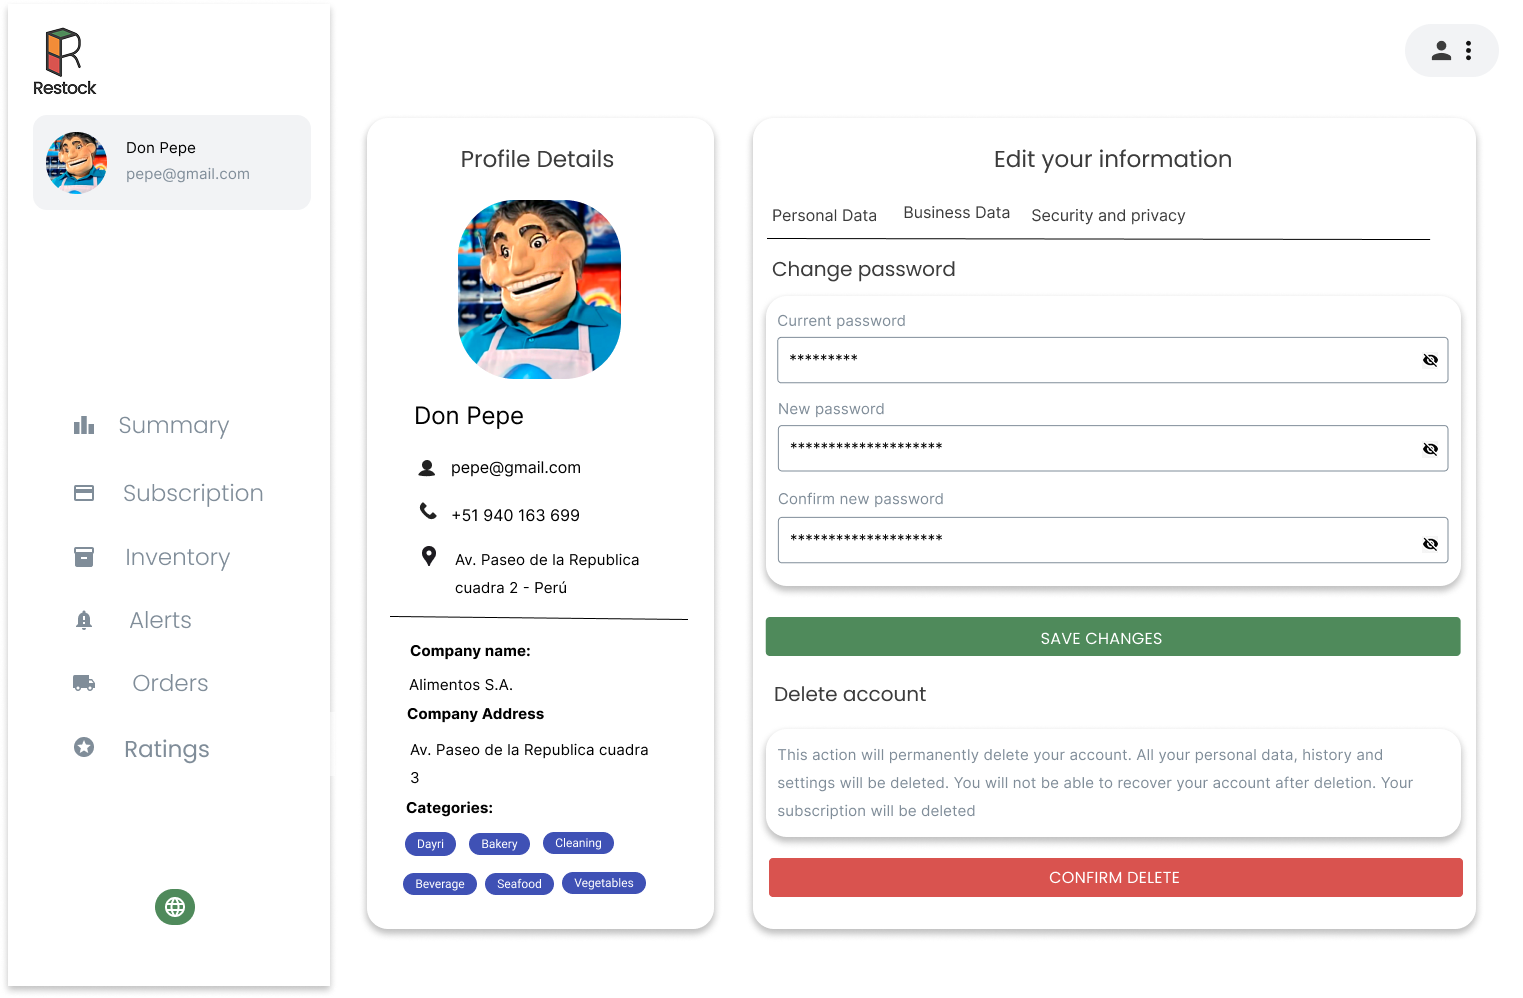 Restock
Don Pepe
pepe@gmail.com
Summary
Subscription
Inventory
Alerts
Orders
Ratings
Profile Details
Don Pepe
pepe@gmail.com
+51 940 163 699
Av. Paseo de la Republica
cuadra 2 - Perú
Company name:
Alimentos S.A.
Company Address
Av. Paseo de la Republica cuadra
3
Categories:
Dayri Bakery Cleaning
Beverage Seafood Vegetables
Edit your information
Personal Data Business Data Security and privacy
Change password
Current password
*********
New password
********************
Confirm new password
********************
SAVE CHANGES
Delete account
This action will permanently delete your account. All your personal data, history and
settings will be deleted. You will not be able to recover your account after deletion. Your
subscription will be deleted
CONFIRM DELETE